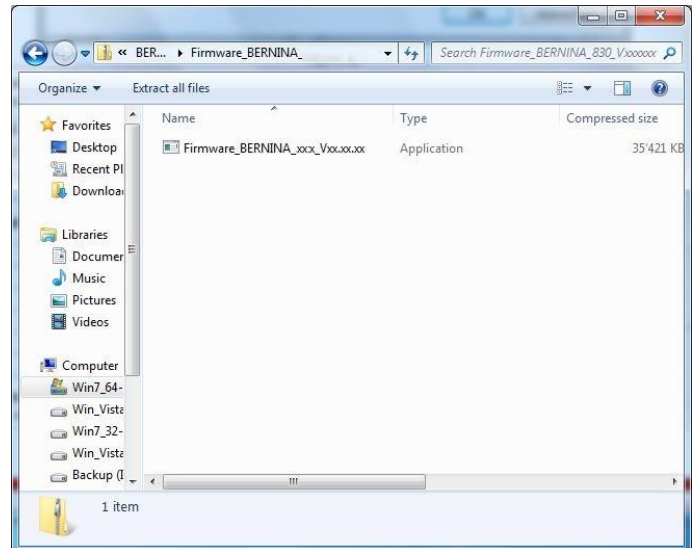 « BER... ▸ Firmware_BERNINA_
Search Firmware_BERNINA_830_Vxxxxxx
Organize ▾ Extract all files
Name Type Compressed size
Firmware_BERNINA_xxx_Vxx.xx.xx Application 35'421 KB
Favorites
Desktop
Recent Pl
Downloa
Libraries
Documer
Music
Pictures
Videos
Computer
Win7_64-
Win_Vista
Win7_32-
Win_Vista
Backup (I
1 item